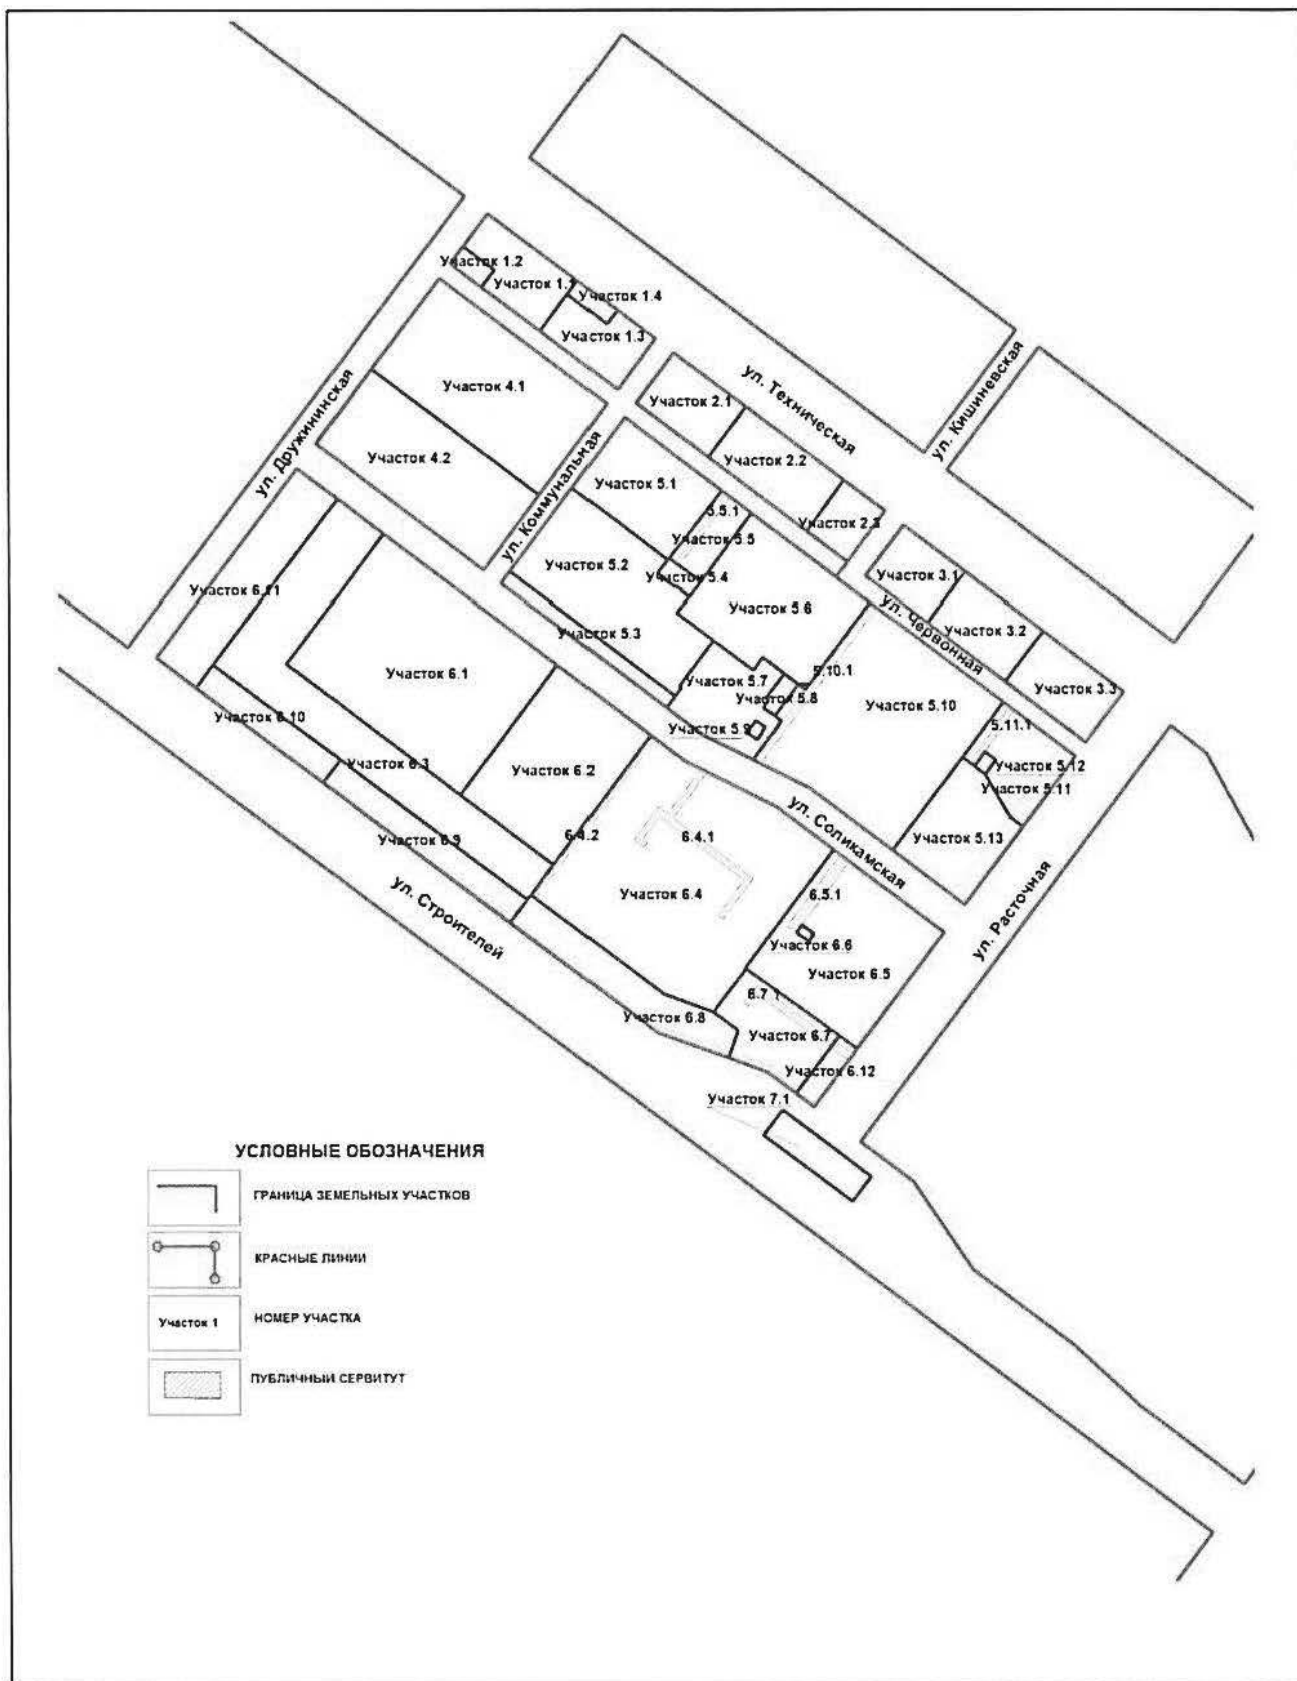 Участок 1.2
Участок 1.1
Участок 1.4
Участок 1.3
Участок 4.1
Участок 4.2
ул. Дружининская
ул. Коммунальная
ул. Техническая
ул. Кишиневская
Участок 2.1
Участок 2.2
Участок 2.3
Участок 3.1
Участок 3.2
Участок 3.3
ул. Червонная
Участок 5.1
5.5.1
Участок 5.5
Участок 5.2
Участок 5.4
Участок 5.6
Участок 5.3
Участок 5.7
5.10.1
Участок 5.8
Участок 5.9
Участок 5.10
5.11.1
Участок 5.12
Участок 5.11
Участок 5.13
Участок 6.11
Участок 6.1
Участок 6.10
Участок 6.3
Участок 6.2
6.4.2
6.4.1
Участок 6.9
Участок 6.4
ул. Соликамская
6.5.1
ул. Строителей
ул. Расточная
Участок 6.6
Участок 6.5
6.7.1
Участок 6.8
Участок 6.7
Участок 6.12
Участок 7.1
УСЛОВНЫЕ ОБОЗНАЧЕНИЯ
ГРАНИЦА ЗЕМЕЛЬНЫХ УЧАСТКОВ
КРАСНЫЕ ЛИНИИ
Участок 1
НОМЕР УЧАСТКА
ПУБЛИЧНЫЙ СЕРВИТУТ